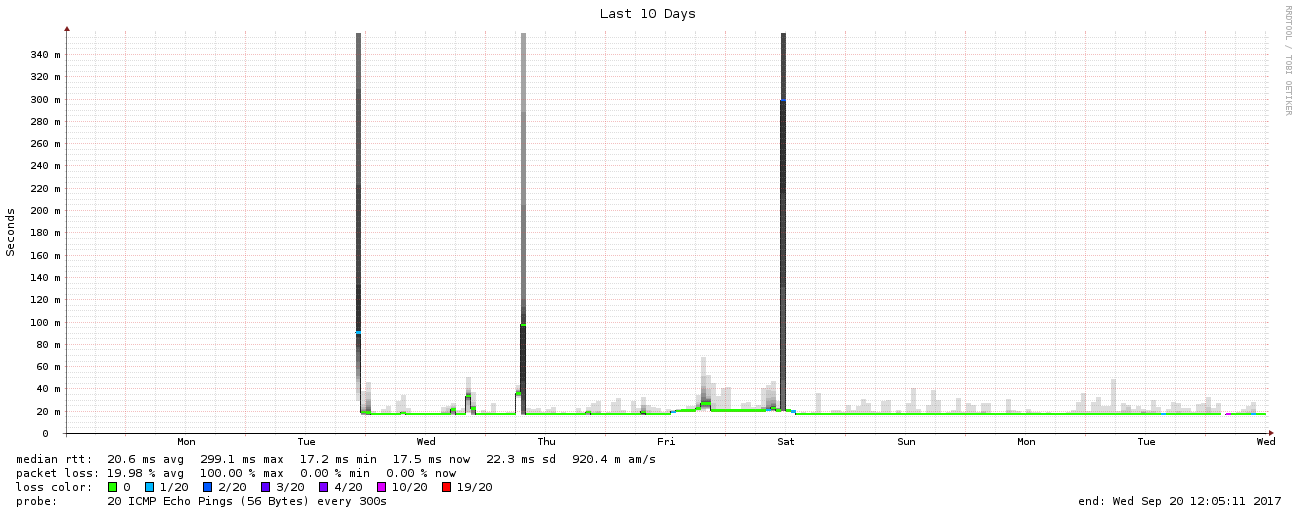 Last 10 Days
RRDTOOL / TOBI OETIKER
Seconds
340 m
320 m
300 m
280 m
260 m
240 m
220 m
200 m
180 m
160 m
140 m
120 m
100 m
80 m
60 m
40 m
20 m
0
Mon Tue Wed Thu Fri Sat Sun Mon Tue Wed
median rtt: 20.6 ms avg 299.1 ms max 17.2 ms min 17.5 ms now 22.3 ms sd 920.4 m am/s
packet loss: 19.98 % avg 100.00 % max 0.00 % min 0.00 % now
loss color: 0 1/20 2/20 3/20 4/20 10/20 19/20
probe: 20 ICMP Echo Pings (56 Bytes) every 300s end: Wed Sep 20 12:05:11 2017